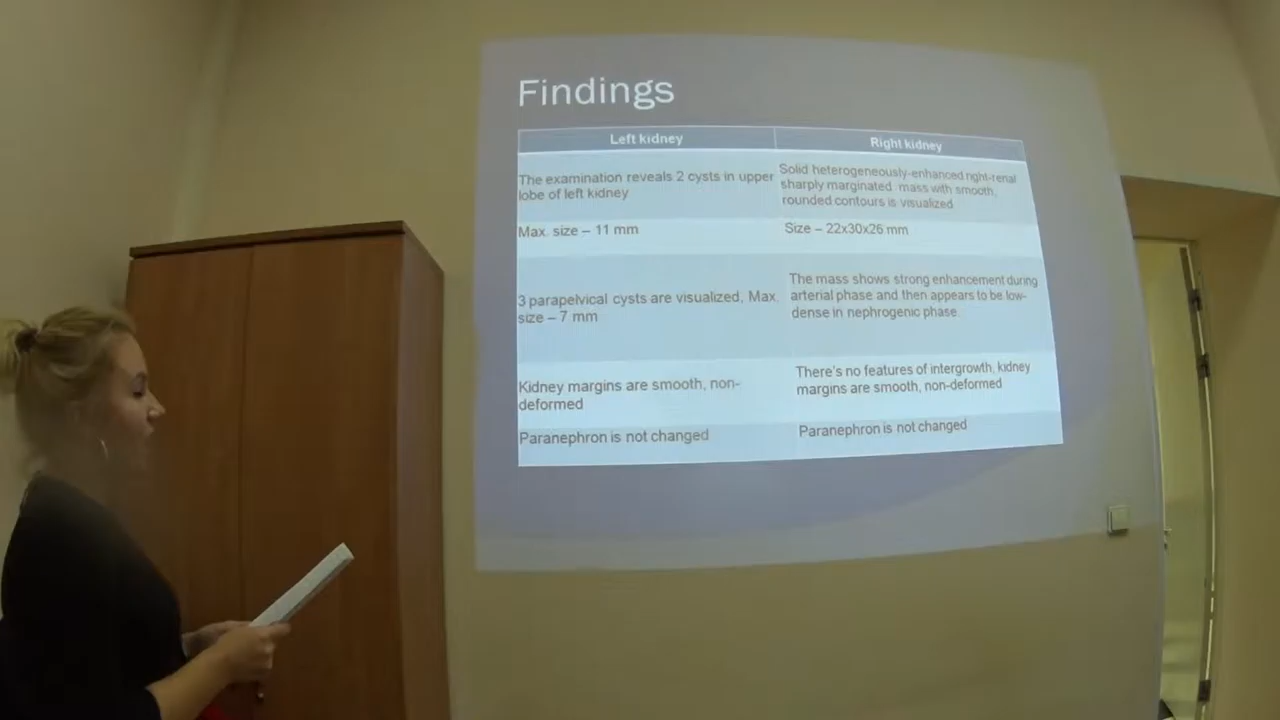 Findings
Left kidney
Right kidney
The examination reveals 2 cysts in upper
lobe of left kidney
Solid heterogeneously-enhanced right-renal
sharply marginated mass with smooth,
rounded contours is visualized
Max. size – 11 mm
Size – 22x30x26 mm
3 parapelvical cysts are visualized, Max.
size – 7 mm
The mass shows strong enhancement during
arterial phase and then appears to be low-
dense in nephrogenic phase.
Kidney margins are smooth, non-
deformed
There's no features of intergrowth, kidney
margins are smooth, non-deformed
Paranephron is not changed
Paranephron is not changed